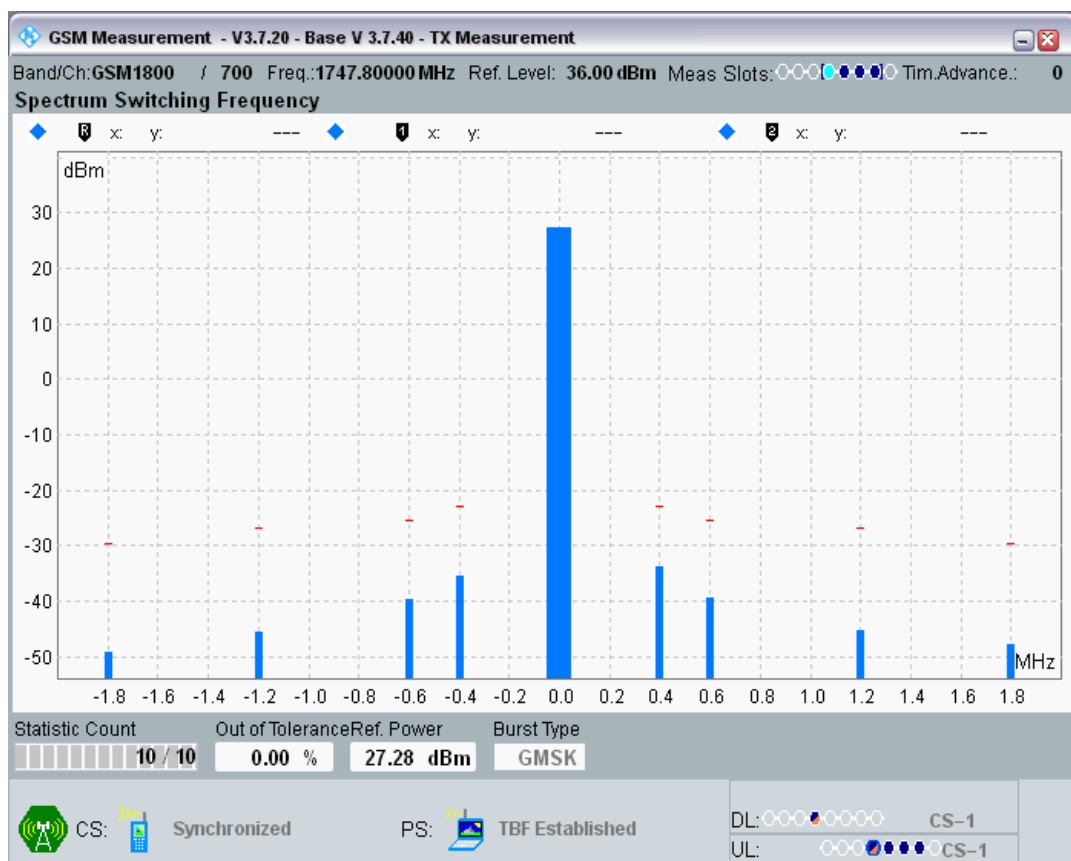 GSM Measurement - V3.7.20 - Base V 3.7.40 - TX Measurement
Band/Ch:GSM1800 / 700 Freq.:1747.80000 MHz Ref. Level: 36.00 dBm Meas Slots: Tim.Advance.: 0
Spectrum Switching Frequency
R x: y: --- 1 x: y: --- 2 x: y: ---
dBm
30
20
10
0
-10
-20
-30
-40
-50
MHz
-1.8 -1.6 -1.4 -1.2 -1.0 -0.8 -0.6 -0.4 -0.2 0.0 0.2 0.4 0.6 0.8 1.0 1.2 1.4 1.6 1.8
Statistic Count Out of Tolerance Ref. Power Burst Type
10 / 10 0.00 % 27.28 dBm GMSK
CS: Synchronized PS: TBF Established
DL: CS-1
UL: CS-1